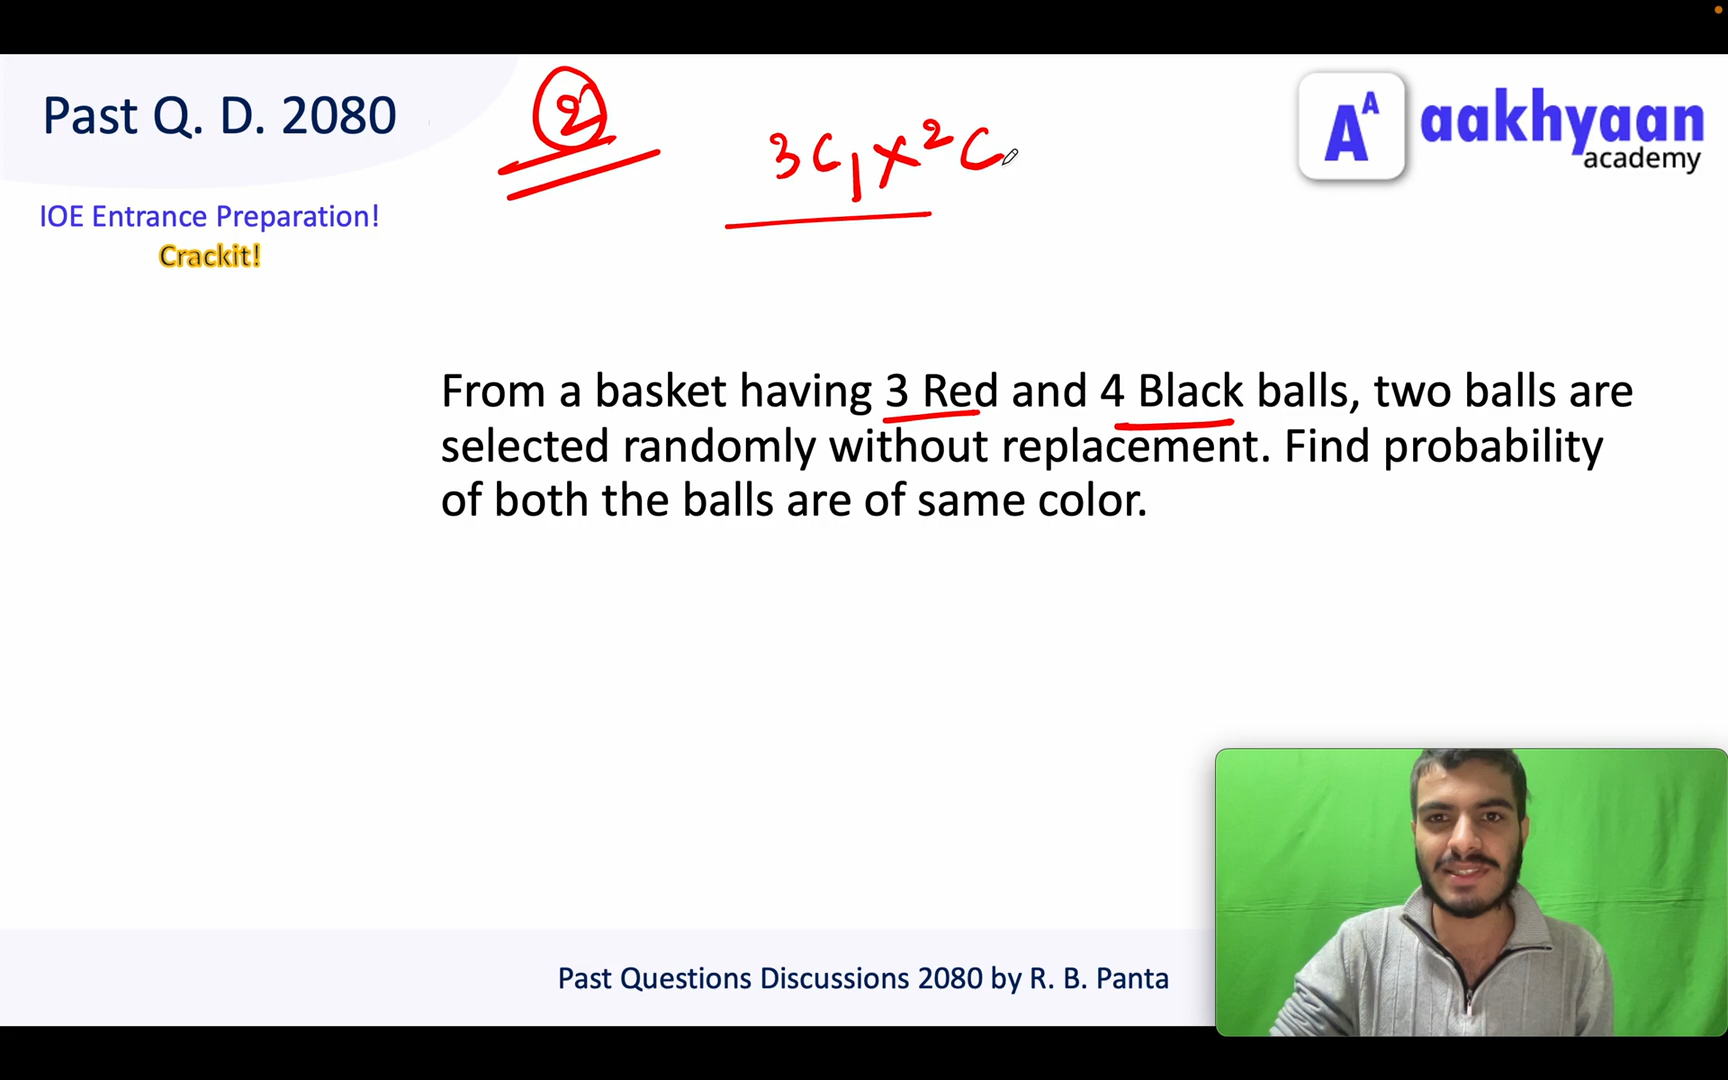 Past Q. D. 2080
2
3C1 X 2C
AA aakhyaan
academy
IOE Entrance Preparation!
Crackit!
From a basket having 3 Red and 4 Black balls, two balls are
selected randomly without replacement. Find probability
of both the balls are of same color.
Past Questions Discussions 2080 by R. B. Panta